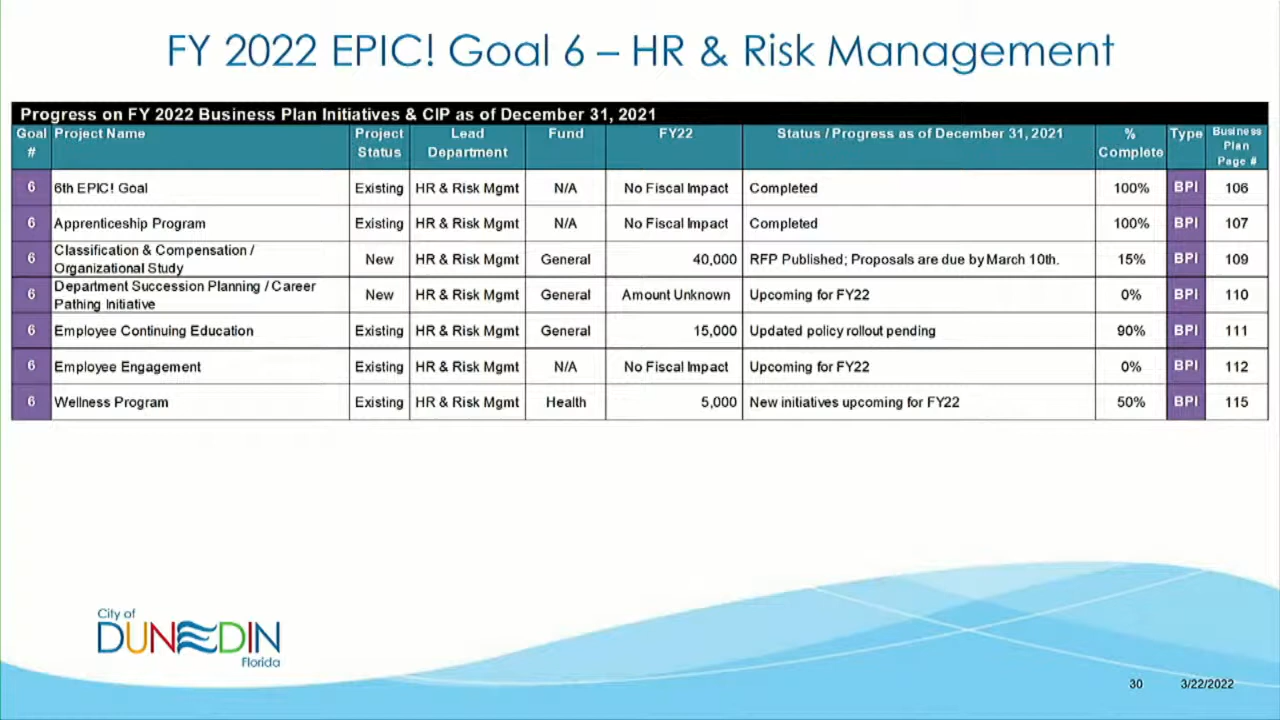 FY 2022 EPIC! Goal 6 – HR & Risk Management
Progress on FY 2022 Business Plan Initiatives & CIP as of December 31, 2021
Goal # Project Name Project Status Lead Department Fund FY22 Status / Progress as of December 31, 2021 % Complete Type Business Plan Page #
6 6th EPIC! Goal Existing HR & Risk Mgmt N/A No Fiscal Impact Completed 100% BPI 106
6 Apprenticeship Program Existing HR & Risk Mgmt N/A No Fiscal Impact Completed 100% BPI 107
6 Classification & Compensation / Organizational Study New HR & Risk Mgmt General 40,000 RFP Published; Proposals are due by March 10th. 15% BPI 109
6 Department Succession Planning / Career Pathing Initiative New HR & Risk Mgmt General Amount Unknown Upcoming for FY22 0% BPI 110
6 Employee Continuing Education Existing HR & Risk Mgmt General 15,000 Updated policy rollout pending 90% BPI 111
6 Employee Engagement Existing HR & Risk Mgmt N/A No Fiscal Impact Upcoming for FY22 0% BPI 112
6 Wellness Program Existing HR & Risk Mgmt Health 5,000 New initiatives upcoming for FY22 50% BPI 115
City of
DUNEDIN
Florida
30 3/22/2022